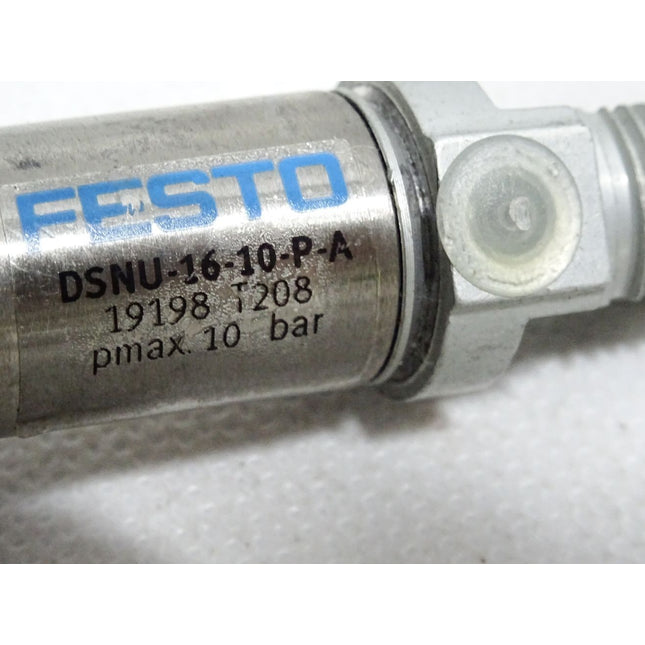 FESTO
DSNU-16-10-P-A
19198 T208
pmax. 10 bar